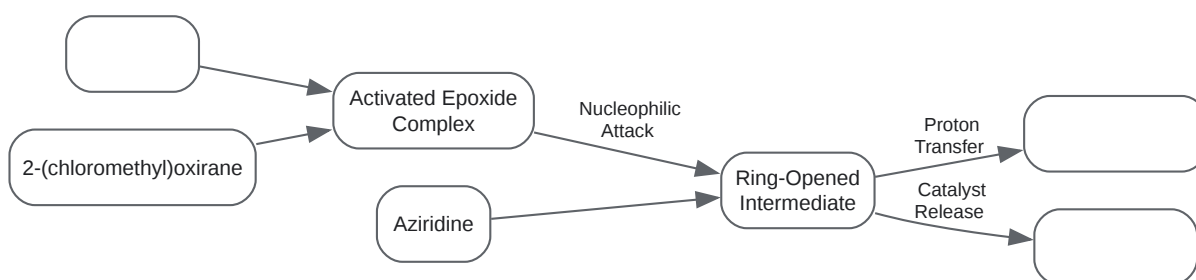 Activated Epoxide
Complex
2-(chloromethyl)oxirane
Nucleophilic
Attack
Aziridine
Ring-Opened
Intermediate
Proton
Transfer
Catalyst
Release